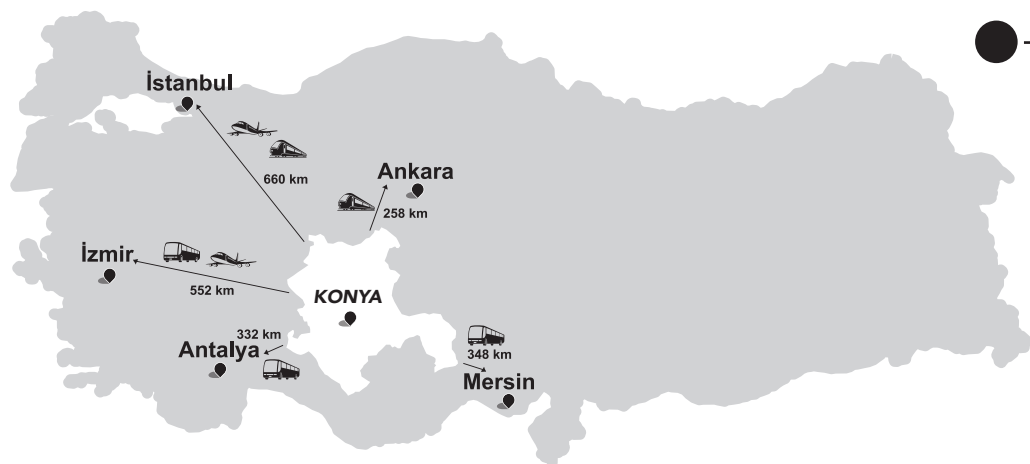 İstanbul
660 km
Ankara
258 km
İzmir
552 km
KONYA
332 km
Antalya
348 km
Mersin